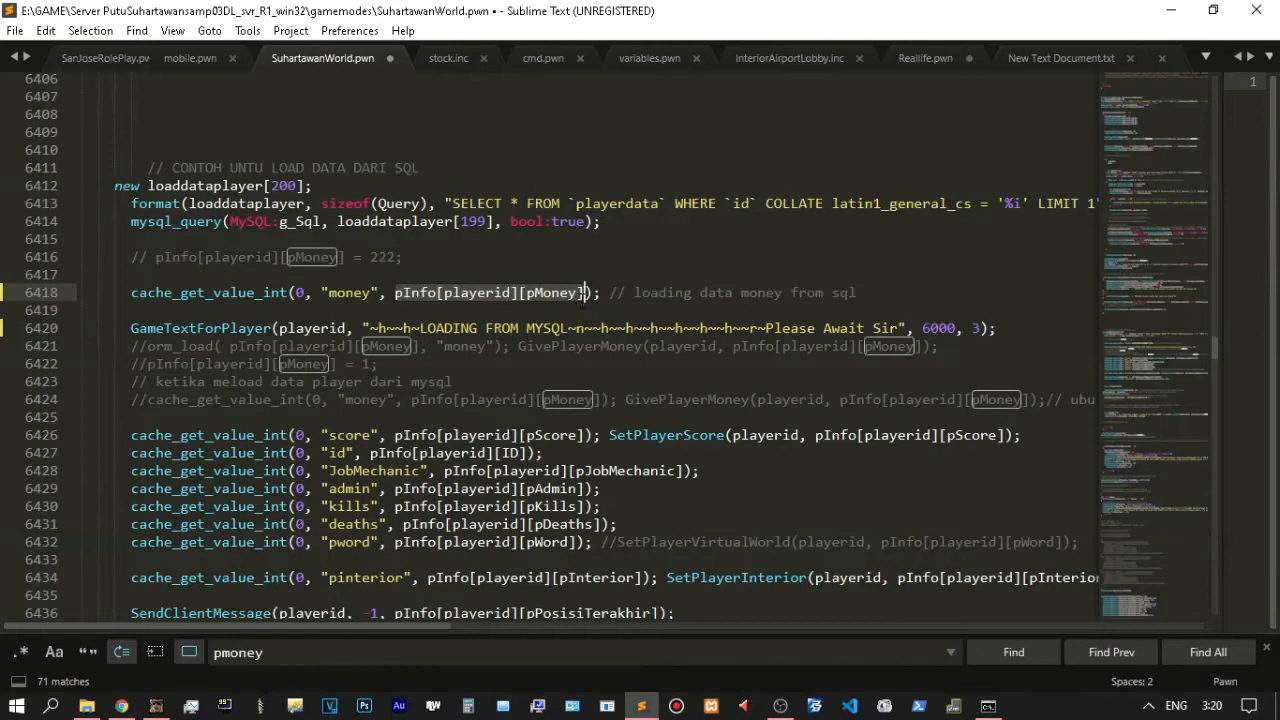 E:\GAME\Server PutuSuhartawansamp03DL_svr_R1_win32\gamemodes\SuhartawanWorld.pwn • - Sublime Text (UNREGISTERED)
File Edit Selection Find View Goto Tools Project Preferences Help
SanJoseRolePlay.pv mobile.pwn SuhartawanWorld.pwn stock.inc cmd.pwn variables.pwn InteriorAirportLobby.inc Reallife.pwn New Text Document.txt
6406
6407
6408
6409
6410
6411 // CONTOH UNTU LOAD DATA DARI SQL
6412 new loaddataplayer[200];
6413 format(loaddataplayer, sizeof(Query), "SELECT * FROM `playerdata` WHERE `id` COLLATE latin1_general_cs = '%i' LIMIT 1"
6414 mysql_query(MySQL:g_Sql, loaddataplayer[199], bool:true);
6415
6416 // pInfo[playerid][pMoney] = 222;
6417
6418 cache_get_value_int(0, "money", pInfo[playerid][pMoney]); // loading data money from sql
6419
6420 GameTextForPlayer(playerid, "~h~~h~LOADING FROM MYSQL~n~~h~~h~~h~~h~~h~~h~~r~Please Await Sir", 6000, 3);
6421 //orm_load( pInfo[playerid][pMoney, "money"); GivePlayerMoney(playerid, pInfo[playerid][pMoney]);
6422 //pInfo[playerid][pMoney] = 1;
6423 // ketika meload data player dari mysql
6424 //cache_get_value_int(0, "money", pInfo[playerid][pMoney]); GivePlayerMoney(playerid, pInfo[playerid][pMoney]);// ubu
6425
6426 cache_get_value_int(0, "score", pInfo[playerid][pScore]); SetPlayerScore(playerid, pInfo[playerid][pScore]);
6427 cache_get_value_int(0, "id", pInfo[playerid][ID]);
6428 cache_get_value_int(0, "JobMechanic", pInfo[playerid][pJobMechanic]);
6429 cache_get_value_int(0, "admin", pInfo[playerid][pAdmin]);
6430 cache_get_value_int(0, "kills", pInfo[playerid][pKills]);
6431 cache_get_value_int(0, "deaths", pInfo[playerid][pDeaths]);
6432 cache_get_value_int(0, "pword", pInfo[playerid][pWord]); //SetPlayerVirtualWorld(playerid, pInfo[playerid][pWord]);
6433
6434 cache_get_value_int(0, "pinterior", pInfo[playerid][pInterior]); SetPlayerInterior(playerid, pInfo[playerid][pInterio
6435
6436 SendClientMessage(playerid, -1, pInfo[playerid][pPosisiTerakhir]);
1
.* Aa “” pmoney Find Find Prev Find All
71 matches Spaces: 2 Pawn
ENG 3:20